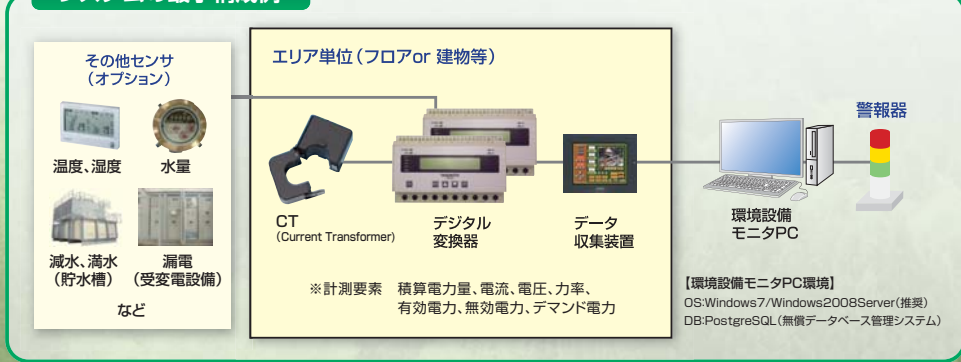 その他センサ
(オプション)
温度、湿度
水量
減水、満水
(貯水槽)
漏電
(受変電設備)
など
エリア単位(フロアor 建物等)
CT
(Current Transformer)
デジタル
変換器
データ
収集装置
※計測要素 積算電力量、電流、電圧、力率、
有効電力、無効電力、デマンド電力
警報器
環境設備
モニタPC
【環境設備モニタPC環境】
OS:Windows7/Windows2008Server(推奨)
DB:PostgreSQL(無償データベース管理システム)